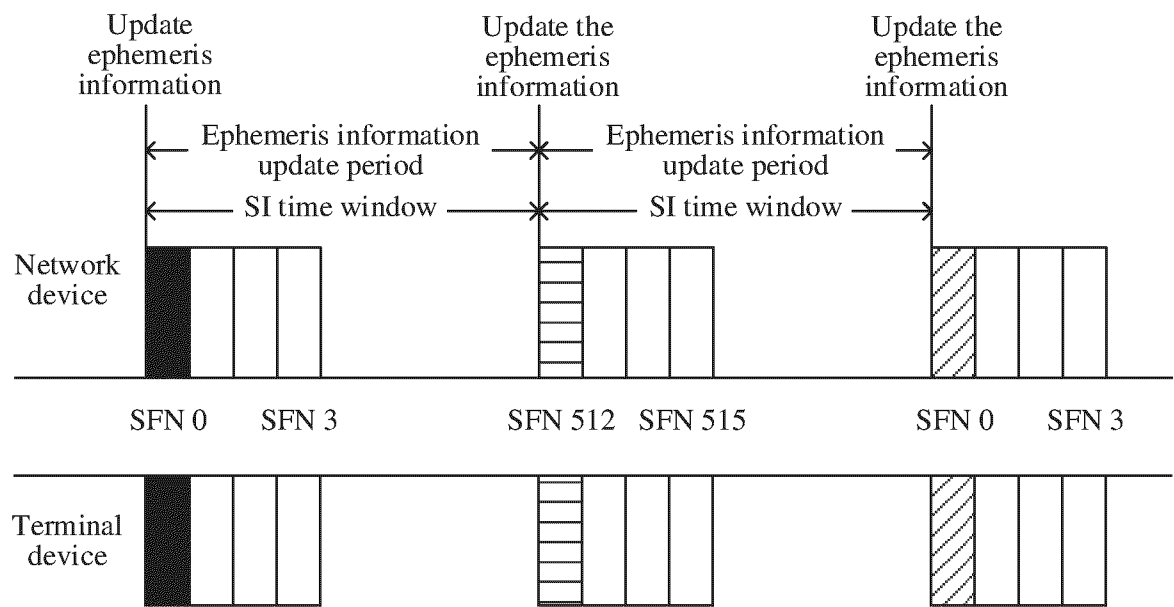 Update
ephemeris
information
Update the
ephemeris
information
Update the
ephemeris
information
Ephemeris information
update period
Ephemeris information
update period
SI time window
SI time window
Network
device
SFN 0
SFN 3
SFN 512
SFN 515
SFN 0
SFN 3
Terminal
device